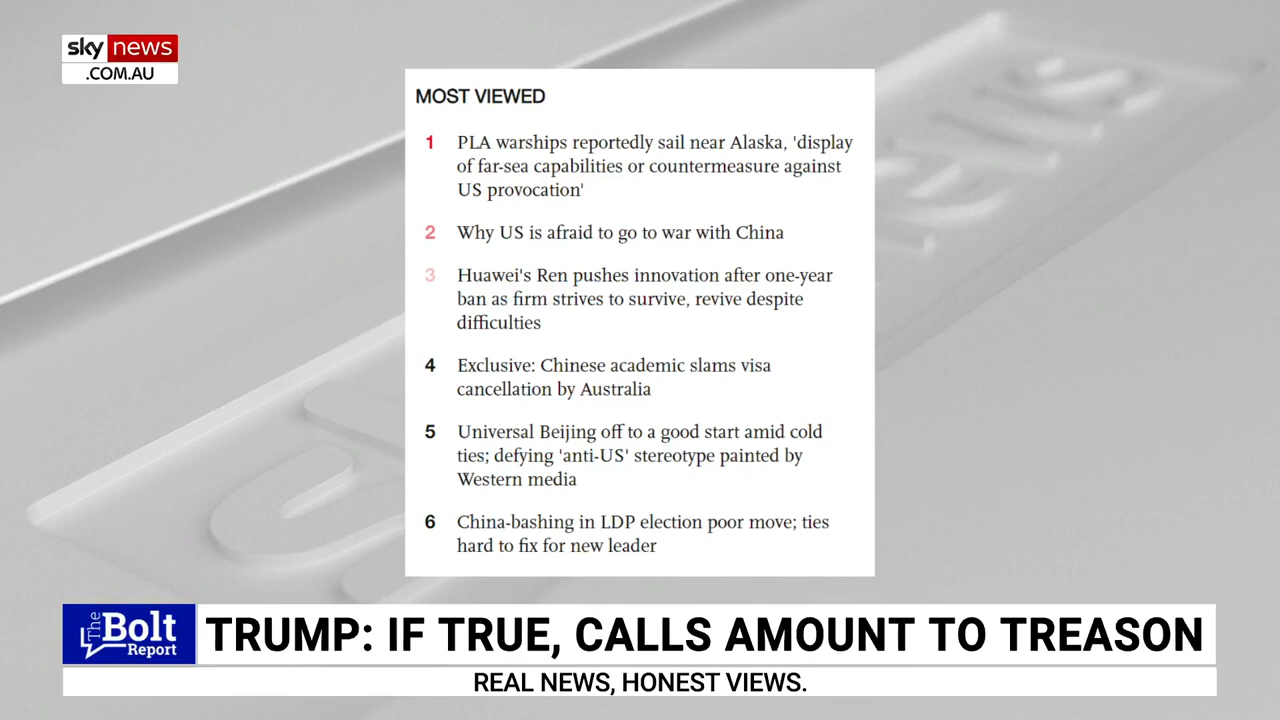 sky news
.COM.AU
MOST VIEWED
1 PLA warships reportedly sail near Alaska, 'display
of far-sea capabilities or countermeasure against
US provocation'
2 Why US is afraid to go to war with China
3 Huawei's Ren pushes innovation after one-year
ban as firm strives to survive, revive despite
difficulties
4 Exclusive: Chinese academic slams visa
cancellation by Australia
5 Universal Beijing off to a good start amid cold
ties; defying 'anti-US' stereotype painted by
Western media
6 China-bashing in LDP election poor move; ties
hard to fix for new leader
The Bolt Report
TRUMP: IF TRUE, CALLS AMOUNT TO TREASON
REAL NEWS, HONEST VIEWS.